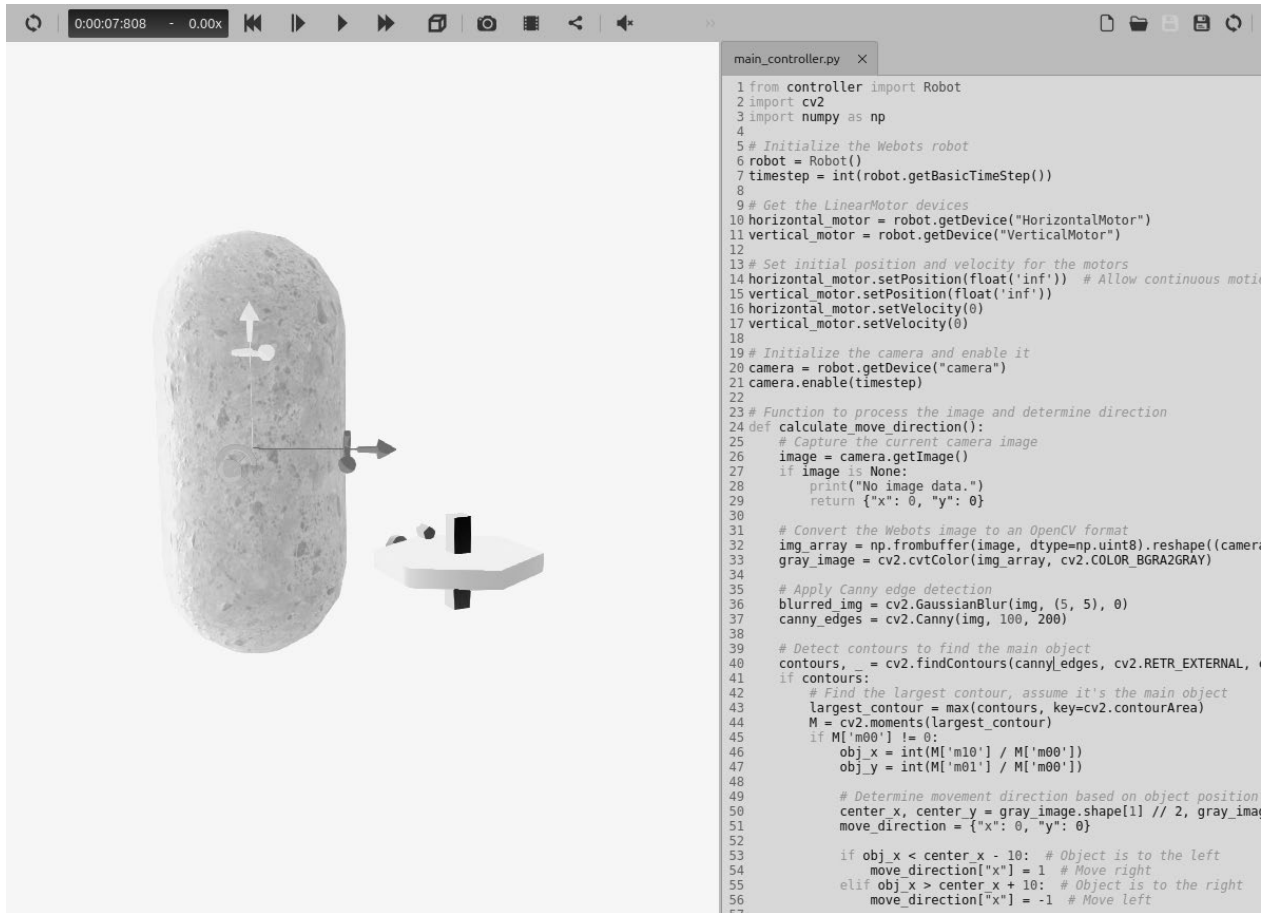 0:00:07:808 - 0.00x
main_controller.py
1 from controller import Robot
2 import cv2
3 import numpy as np
4
5 # Initialize the Webots robot
6 robot = Robot()
7 timestep = int(robot.getBasicTimeStep())
8
9 # Get the LinearMotor devices
10 horizontal_motor = robot.getDevice("HorizontalMotor")
11 vertical_motor = robot.getDevice("VerticalMotor")
12
13 # Set initial position and velocity for the motors
14 horizontal_motor.setPosition(float('inf')) # Allow continuous motio
15 vertical_motor.setPosition(float('inf'))
16 horizontal_motor.setVelocity(0)
17 vertical_motor.setVelocity(0)
18
19 # Initialize the camera and enable it
20 camera = robot.getDevice("camera")
21 camera.enable(timestep)
22
23 # Function to process the image and determine direction
24 def calculate_move_direction():
25 # Capture the current camera image
26 image = camera.getImage()
27 if image is None:
28 print("No image data.")
29 return {"x": 0, "y": 0}
30
31 # Convert the Webots image to an OpenCV format
32 img_array = np.frombuffer(image, dtype=np.uint8).reshape((camera
33 gray_image = cv2.cvtColor(img_array, cv2.COLOR_BGRA2GRAY)
34
35 # Apply Canny edge detection
36 blurred_img = cv2.GaussianBlur(img, (5, 5), 0)
37 canny_edges = cv2.Canny(img, 100, 200)
38
39 # Detect contours to find the main object
40 contours, _ = cv2.findContours(canny_edges, cv2.RETR_EXTERNAL,
41 if contours:
42 # Find the largest contour, assume it's the main object
43 largest_contour = max(contours, key=cv2.contourArea)
44 M = cv2.moments(largest_contour)
45 if M['m00'] != 0:
46 obj_x = int(M['m10'] / M['m00'])
47 obj_y = int(M['m01'] / M['m00'])
48
49 # Determine movement direction based on object position
50 center_x, center_y = gray_image.shape[1] // 2, gray_imag
51 move_direction = {"x": 0, "y": 0}
52
53 if obj_x < center_x - 10: # Object is to the left
54 move_direction["x"] = 1 # Move right
55 elif obj_x > center_x + 10: # Object is to the right
56 move_direction["x"] = -1 # Move left